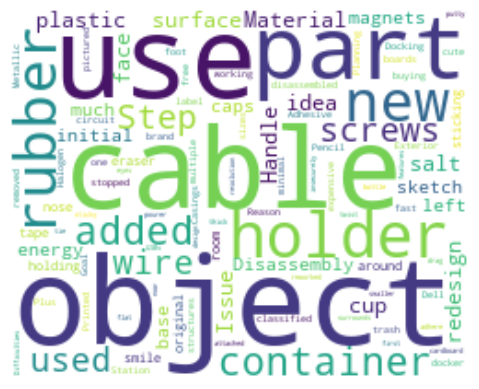 plastic surface Material magnets
use part
rubber
face
new
Step
caps
idea
Handle
screws
much
initial
eraser
cable
salt
sketch
left
added
holder
nose
tape
energy
wire
Disassembly
around
room
holding
Issue
redesign
cup
base
original
classified
object
used
smile
container
trash
docker
Station
structures
Reason
Plus
Printed
Goal
removed
Halogen
Metallic
pictured
foot
free
working
disassembled
label
circuit
brand
one
stopped
multiple
Adhesive
Pencil
minimal
expensive
Exterior
sticking
Planning
boards
buying
cute
Docking
Dell
adhere
cardboard
first
attached
fast
resolution